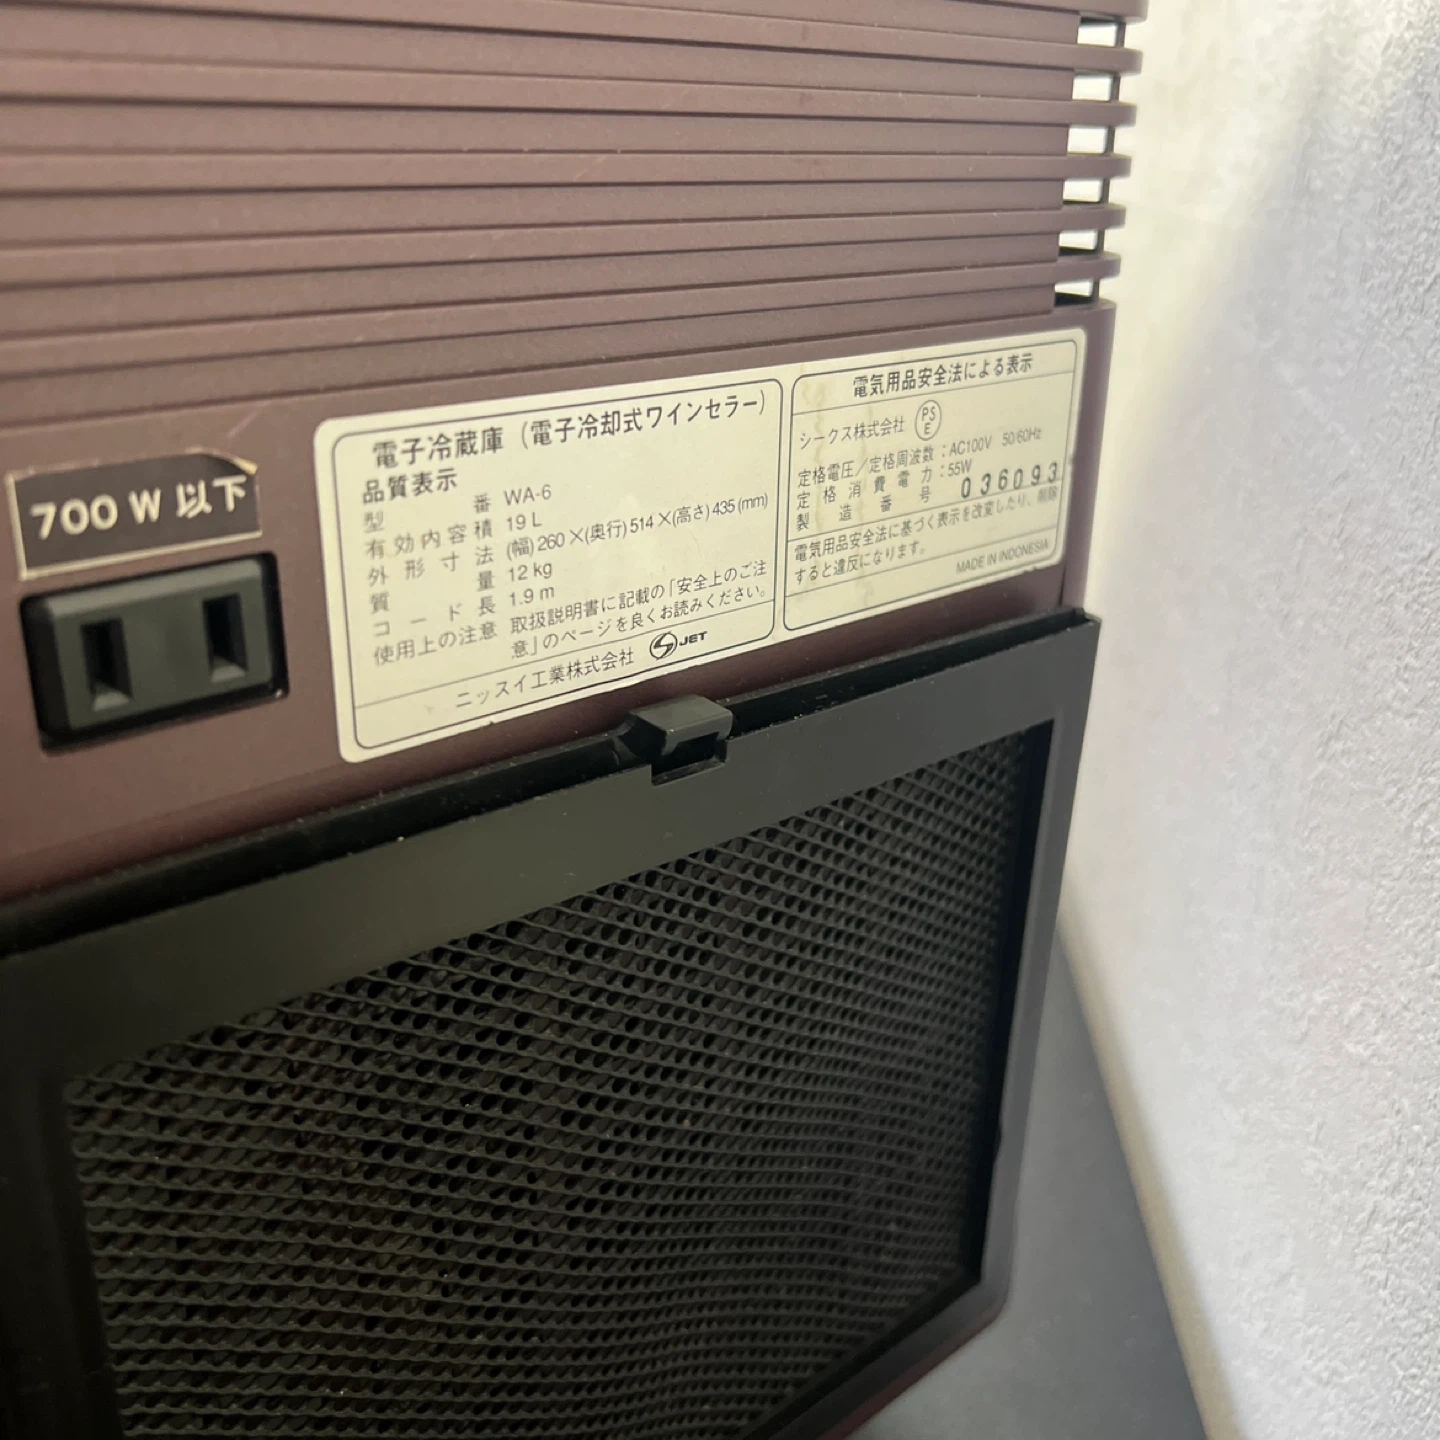 700 W 以下
電子冷蔵庫(電子冷却式ワインセラー)
品質表示
型番 WA-6
有効内容積 19 L
外形寸法 (幅) 260×(奥行) 514×(高さ) 435 (mm)
質量 12 kg
コード長 1.9 m
使用上の注意 取扱説明書に記載の「安全上のご注
意」のページを良くお読みください。
ニッスイ工業株式会社 JET
電気用品安全法による表示
シークス株式会社 PSE
定格電圧/定格周波数:AC100V 50/60Hz
定格消費電力:55W
製造番号 036093
電気用品安全法に基づく表示を改変したり、削除
すると違反になります。
MADE IN INDONESIA